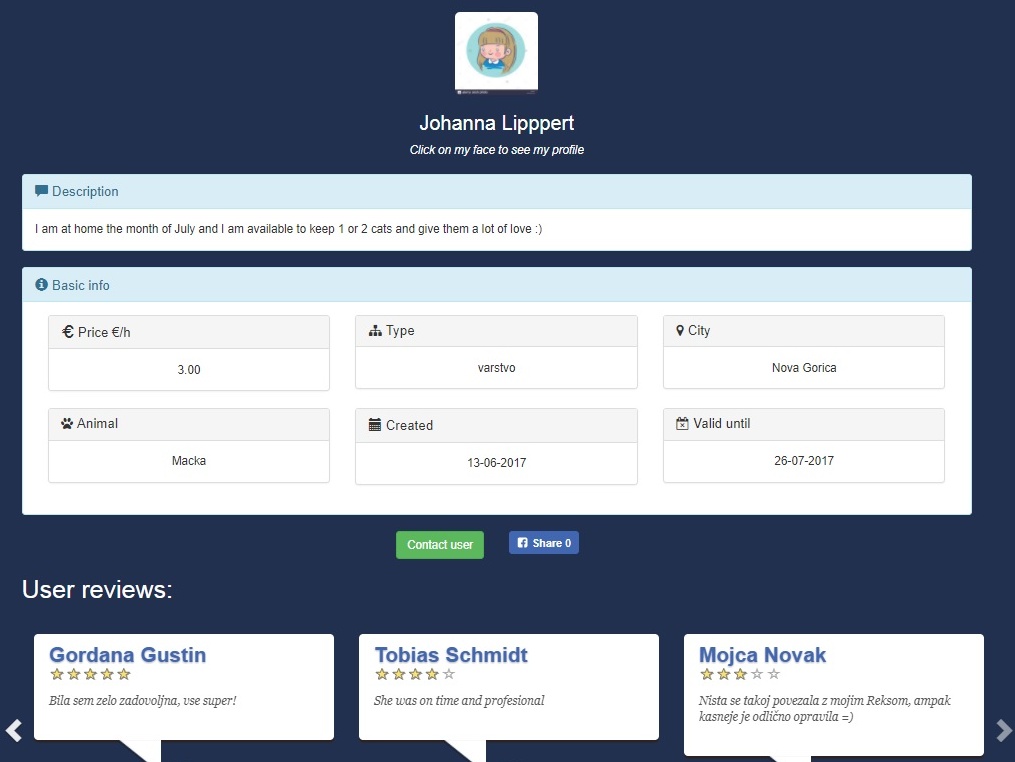 Johanna Lipppert
Click on my face to see my profile
Description
I am at home the month of July and I am available to keep 1 or 2 cats and give them a lot of love :)
Basic info
Price €/h
3.00
Type
varstvo
City
Nova Gorica
Animal
Macka
Created
13-06-2017
Valid until
26-07-2017
Contact user
Share 0
User reviews:
Gordana Gustin
Bila sem zelo zadovoljna, vse super!
Tobias Schmidt
She was on time and profesional
Mojca Novak
Nista se takoj povezala z mojim Reksom, ampak
kasneje je odlično opravila =)